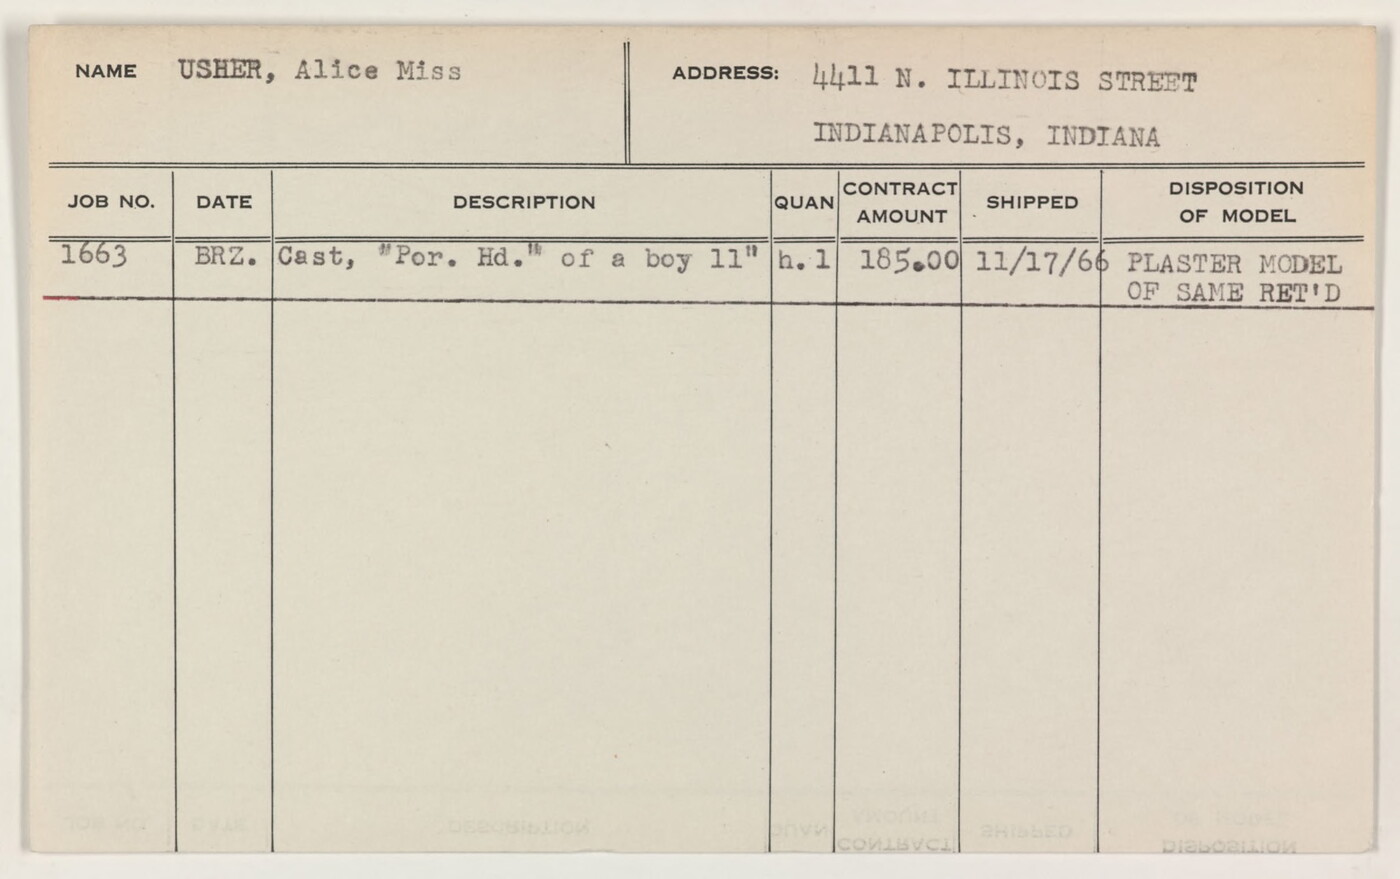 NAME USHER, Alice Miss
ADDRESS: 4411 N. ILLINOIS STREET
INDIANAPOLIS, INDIANA
JOB NO. DATE DESCRIPTION QUAN CONTRACT AMOUNT SHIPPED DISPOSITION OF MODEL
1663 BRZ. Cast, "Por. Hd." of a boy 11" h. 1 185.00 11/17/66 PLASTER MODEL
OF SAME RET'D